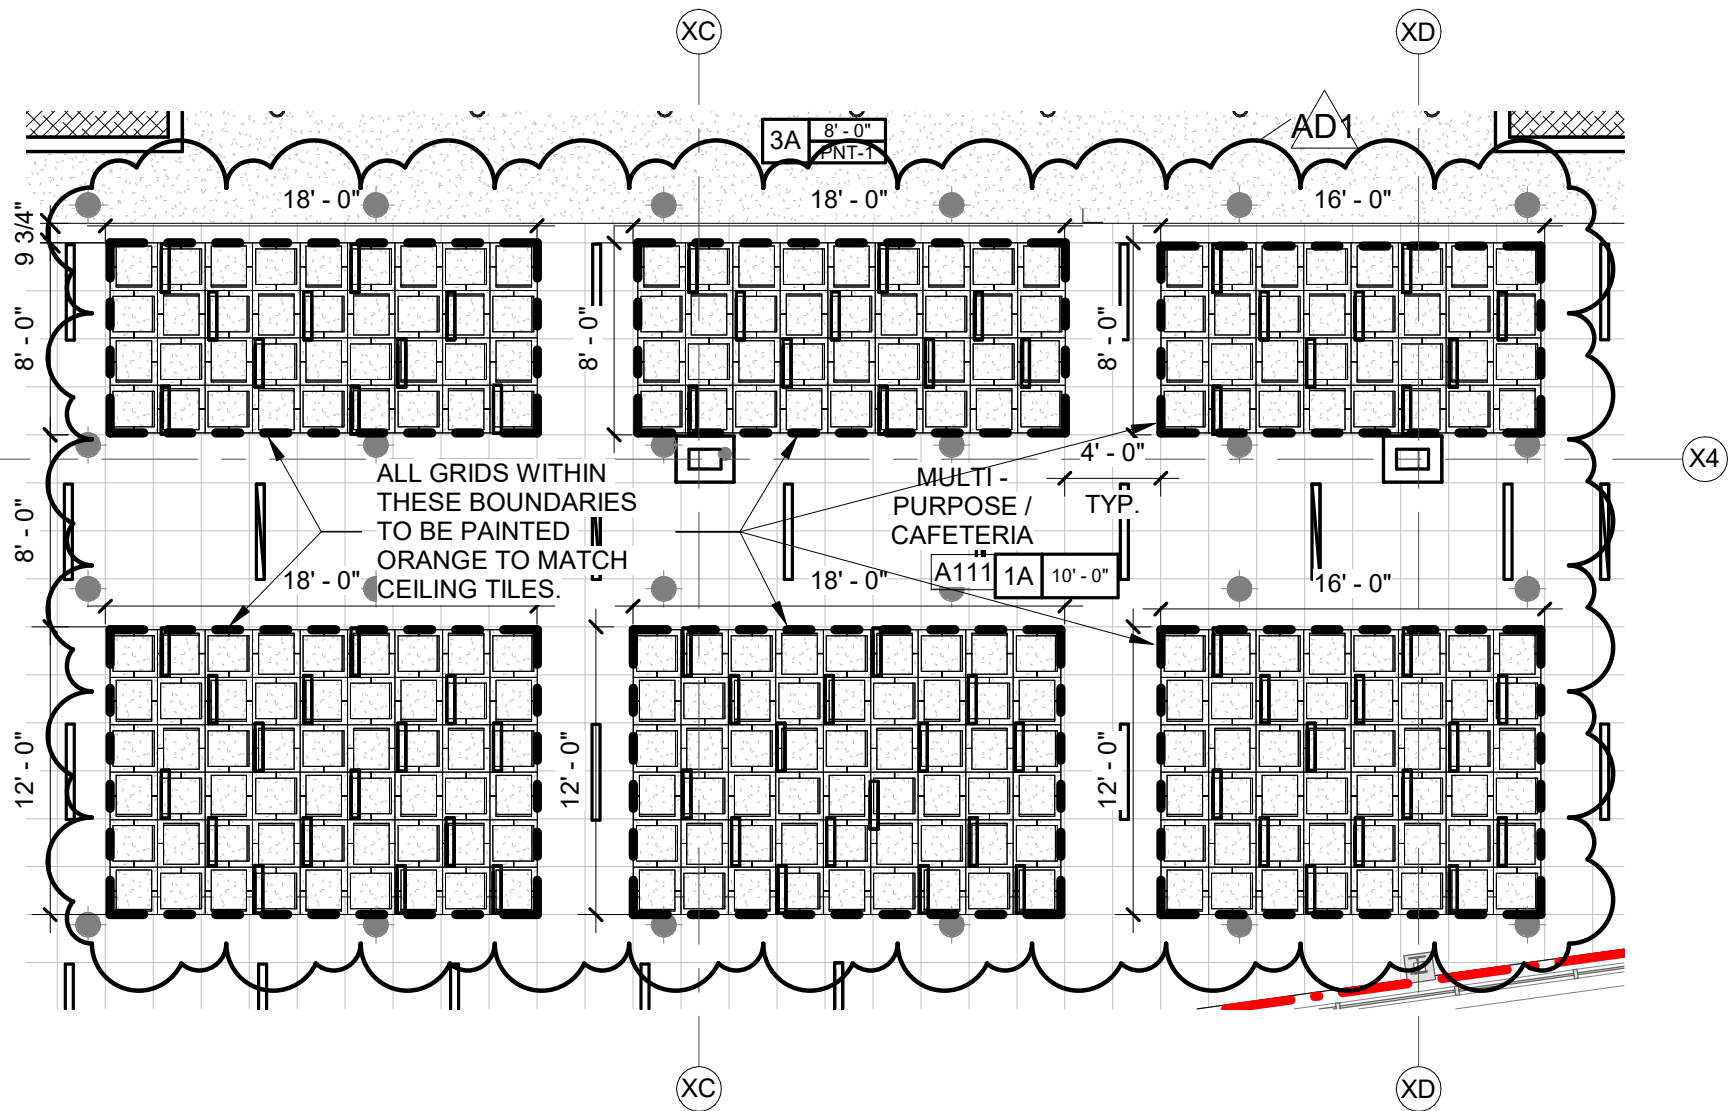 XC
XD
AD1
3A
8' - 0"
PNT-1
18' - 0"
18' - 0"
16' - 0"
9 3/4"
8' - 0"
8' - 0"
8' - 0"
X4
ALL GRIDS WITHIN
THESE BOUNDARIES
TO BE PAINTED
ORANGE TO MATCH
CEILING TILES.
MULTI -
PURPOSE /
CAFETERIA
A111
1A
10' - 0"
4' - 0"
TYP.
8' - 0"
18' - 0"
18' - 0"
16' - 0"
12' - 0"
12' - 0"
12' - 0"
XC
XD